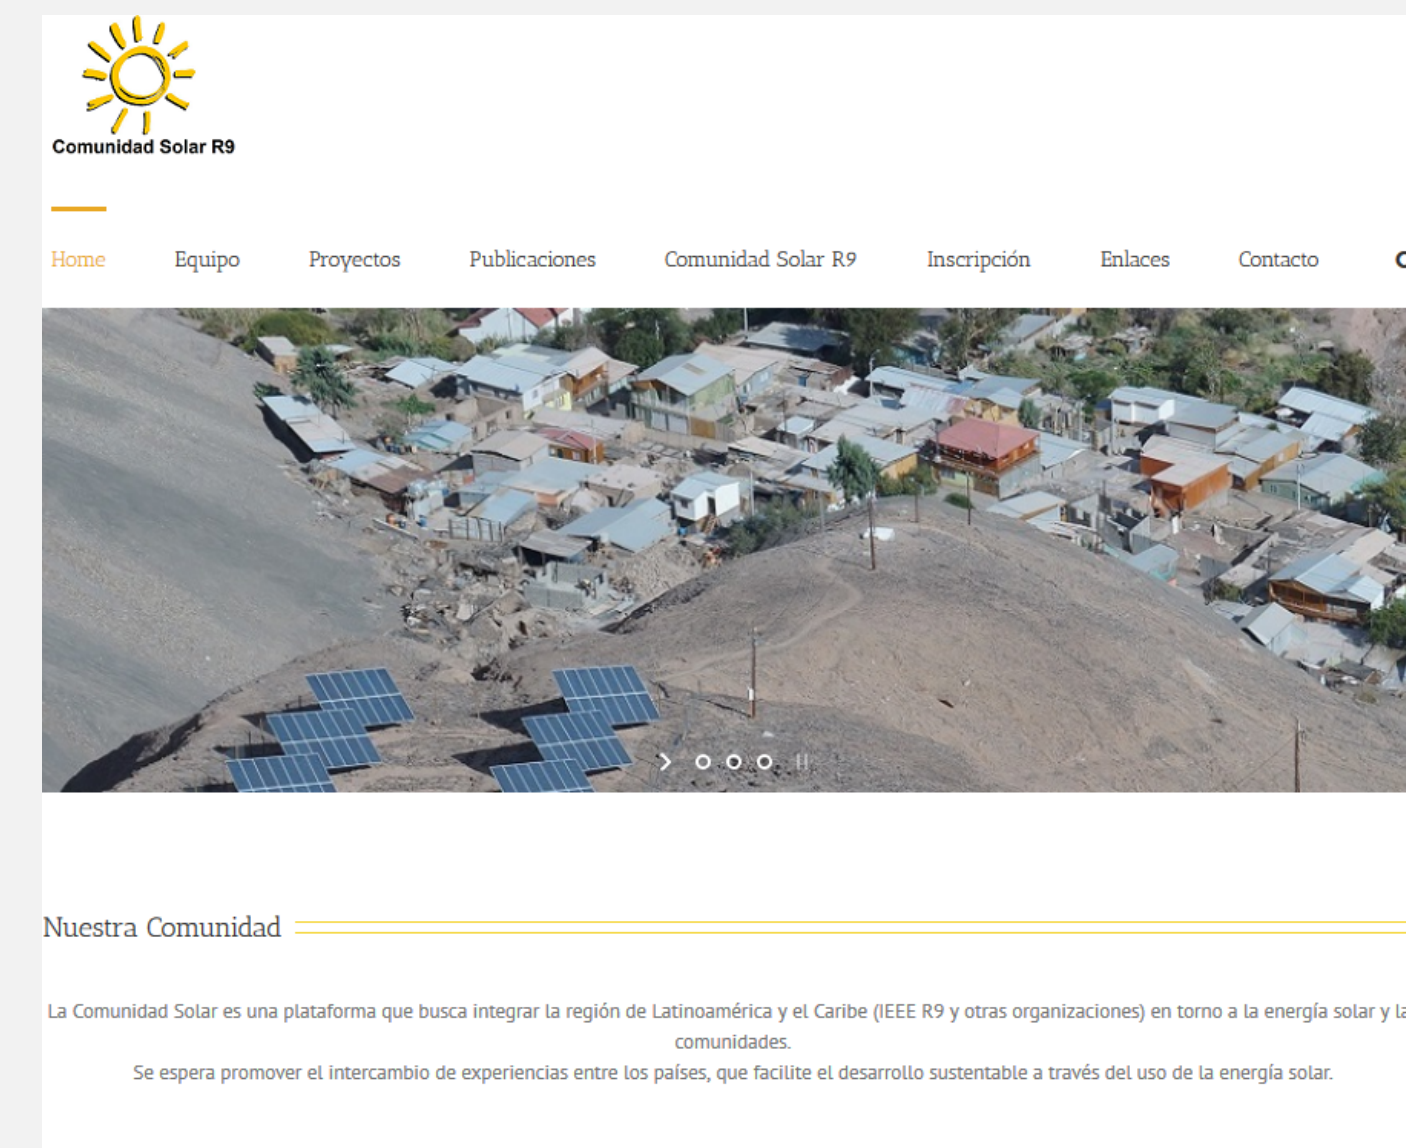 Comunidad Solar R9
Home Equipo Proyectos Publicaciones Comunidad Solar R9 Inscripción Enlaces Contacto
Nuestra Comunidad
La Comunidad Solar es una plataforma que busca integrar la región de Latinoamérica y el Caribe (IEEE R9 y otras organizaciones) en torno a la energía solar y
comunidades.
Se espera promover el intercambio de experiencias entre los países, que facilite el desarrollo sustentable a través del uso de la energía solar.